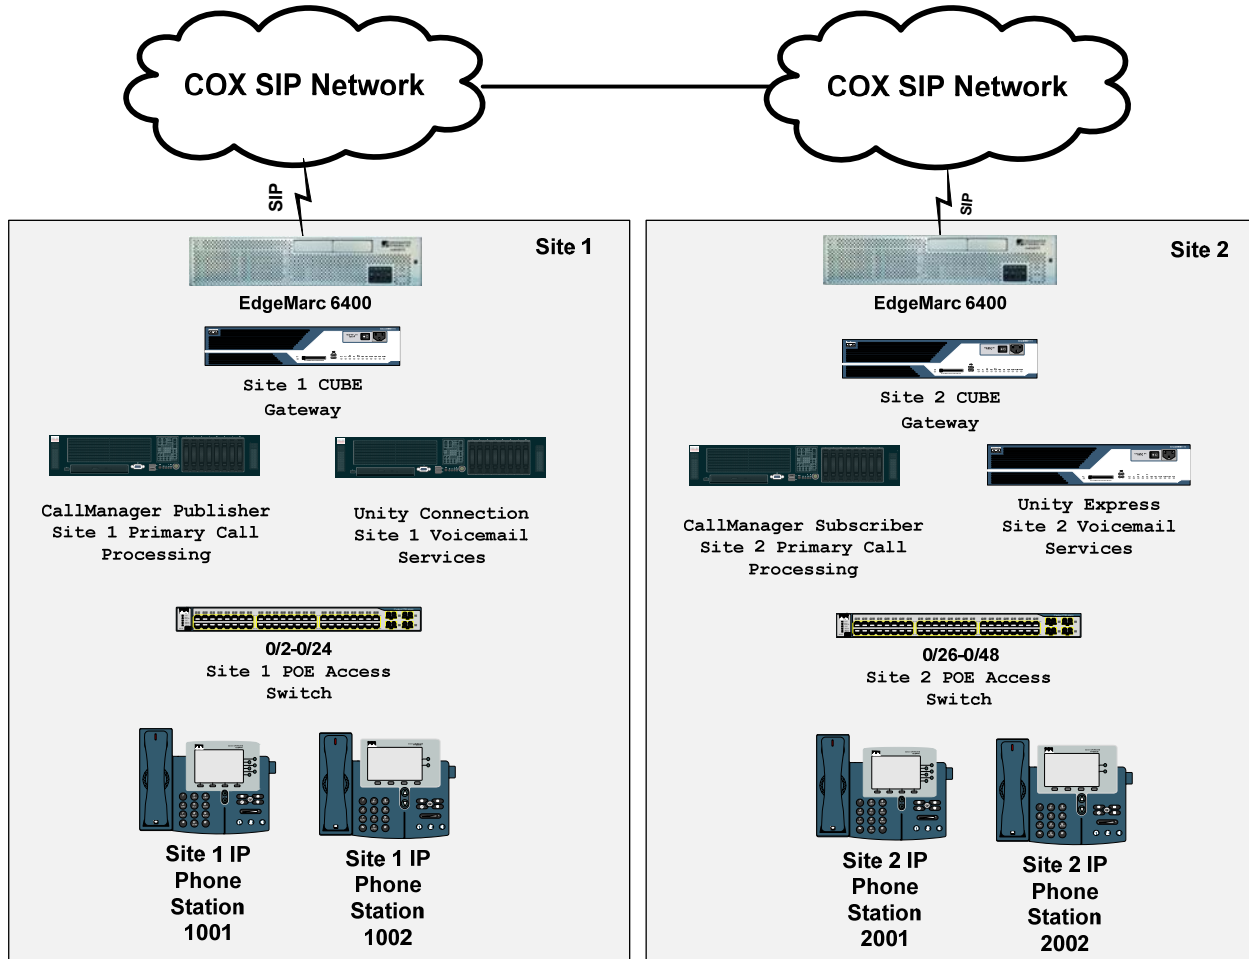 COX SIP Network
COX SIP Network
SIP
SIP
Site 1
EdgeMarc 6400
Site 1 CUBE
Gateway
CallManager Publisher
Site 1 Primary Call
Processing
Unity Connection
Site 1 Voicemail
Services
0/2-0/24
Site 1 POE Access
Switch
Site 1 IP
Phone
Station
1001
Site 1 IP
Phone
Station
1002
Site 2
EdgeMarc 6400
Site 2 CUBE
Gateway
CallManager Subscriber
Site 2 Primary Call
Processing
Unity Express
Site 2 Voicemail
Services
0/26-0/48
Site 2 POE Access
Switch
Site 2 IP
Phone
Station
2001
Site 2 IP
Phone
Station
2002